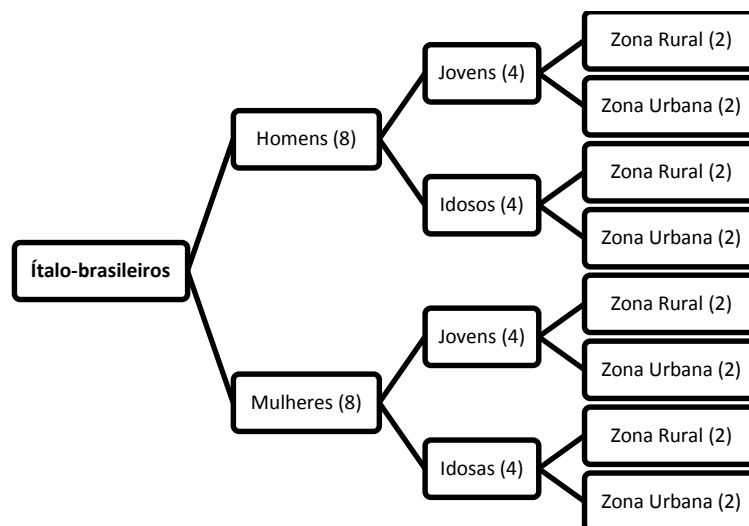 Ítalo-brasileiros
Homens (8)
Jovens (4)
Zona Rural (2)
Zona Urbana (2)
Idosos (4)
Zona Rural (2)
Zona Urbana (2)
Mulheres (8)
Jovens (4)
Zona Rural (2)
Zona Urbana (2)
Idosas (4)
Zona Rural (2)
Zona Urbana (2)